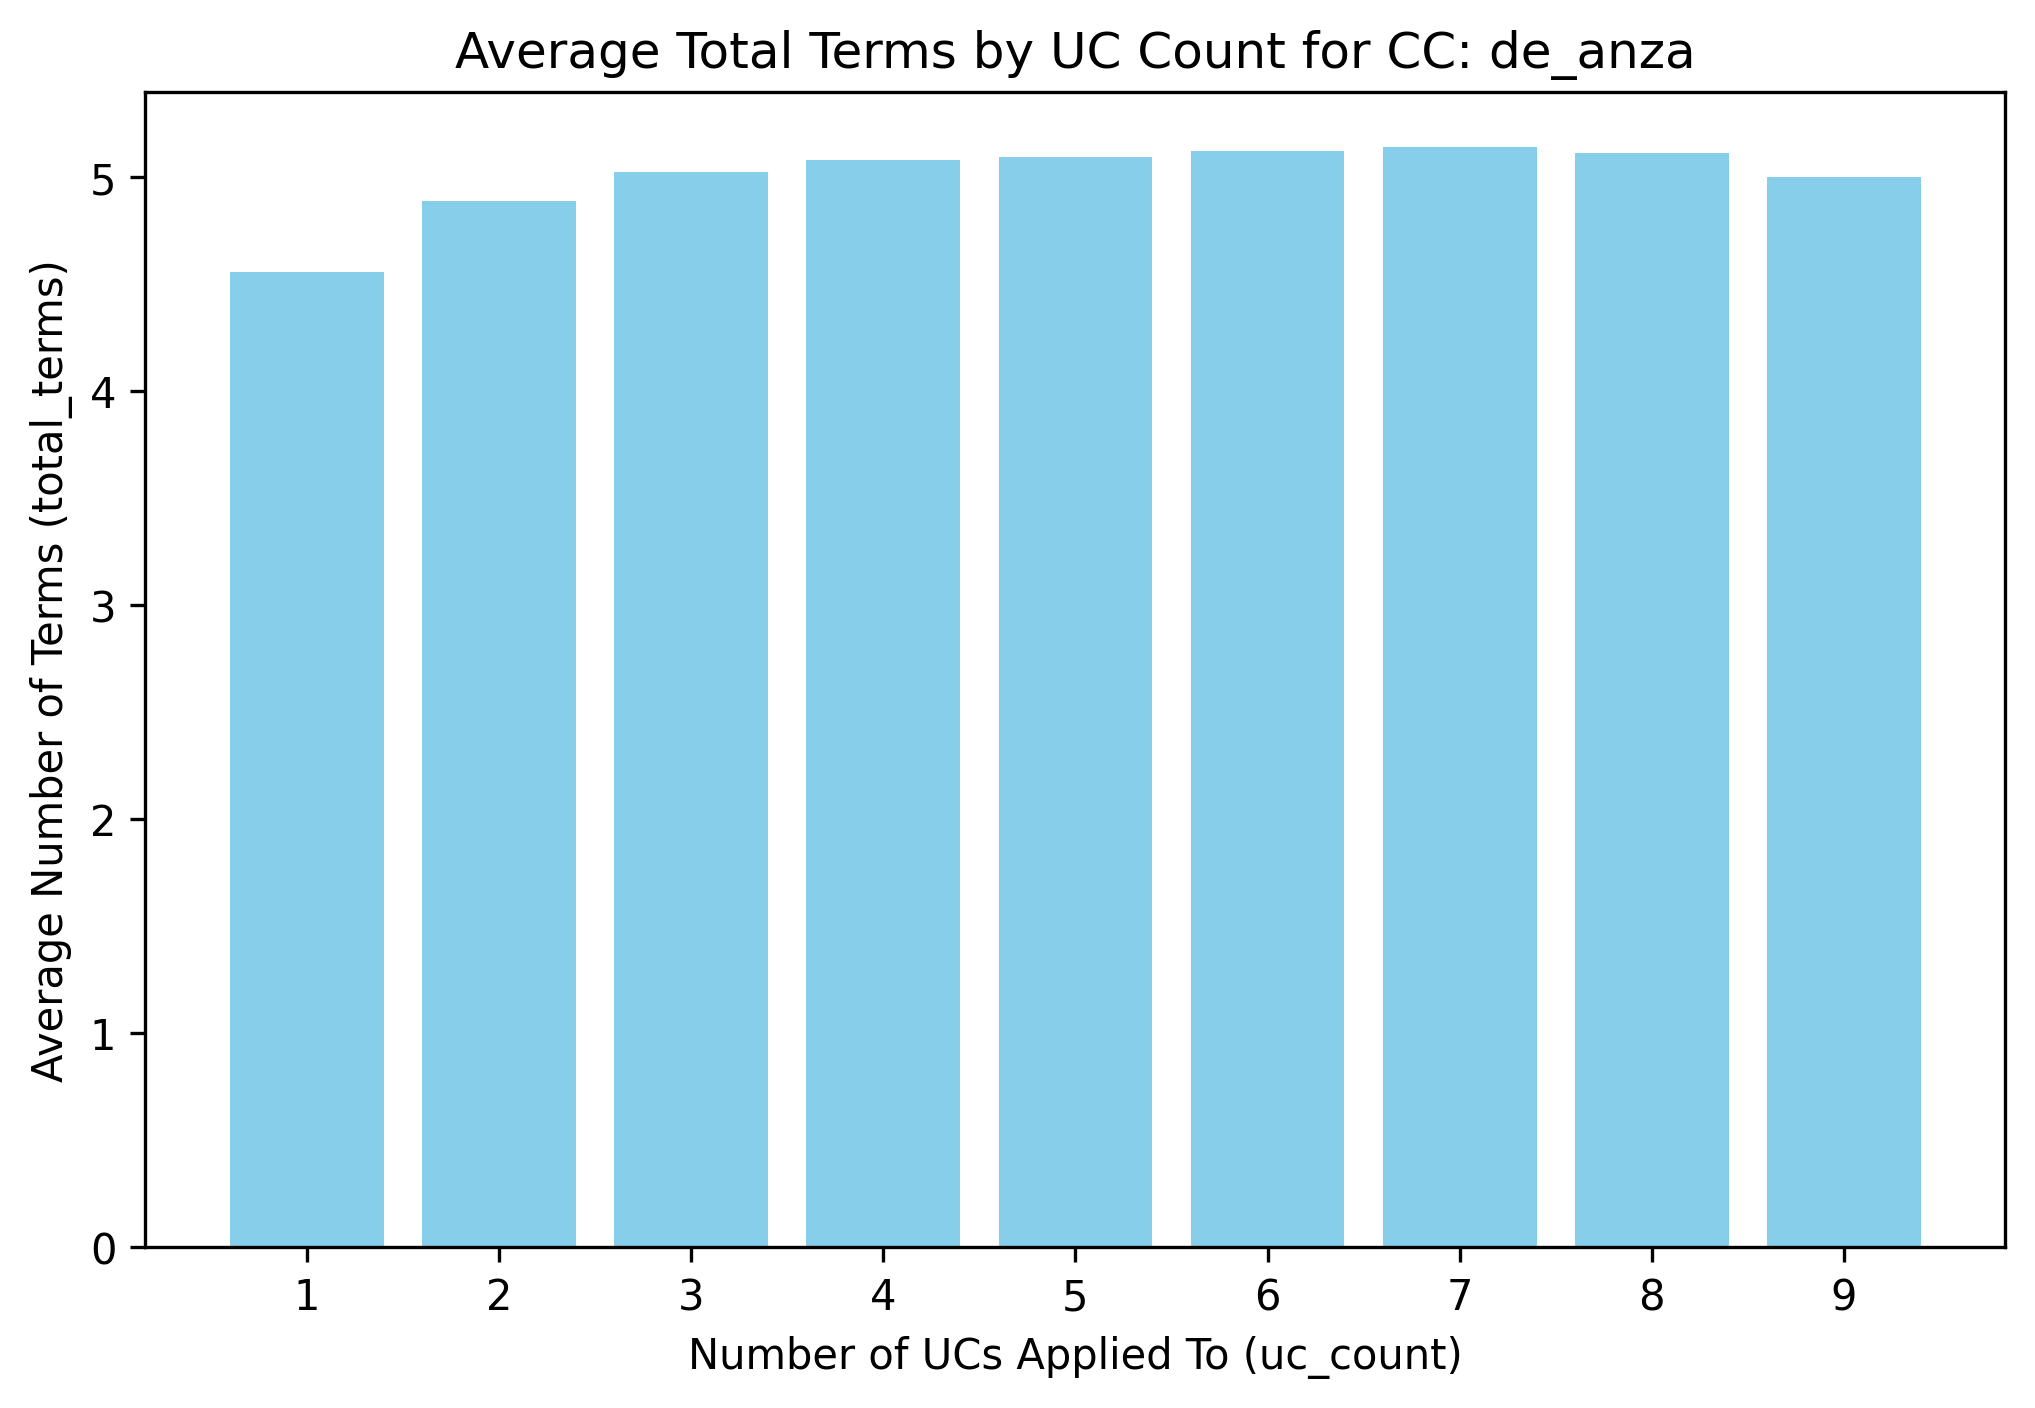 Average Total Terms by UC Count for CC: de_anza
Average Number of Terms (total_terms)
5
4
3
2
1
0
1 2 3 4 5 6 7 8 9
Number of UCs Applied To (uc_count)